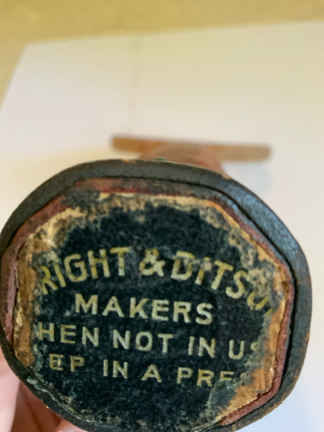 RIGHT & DITSO
MAKERS
HEN NOT IN US
EP IN A PRE